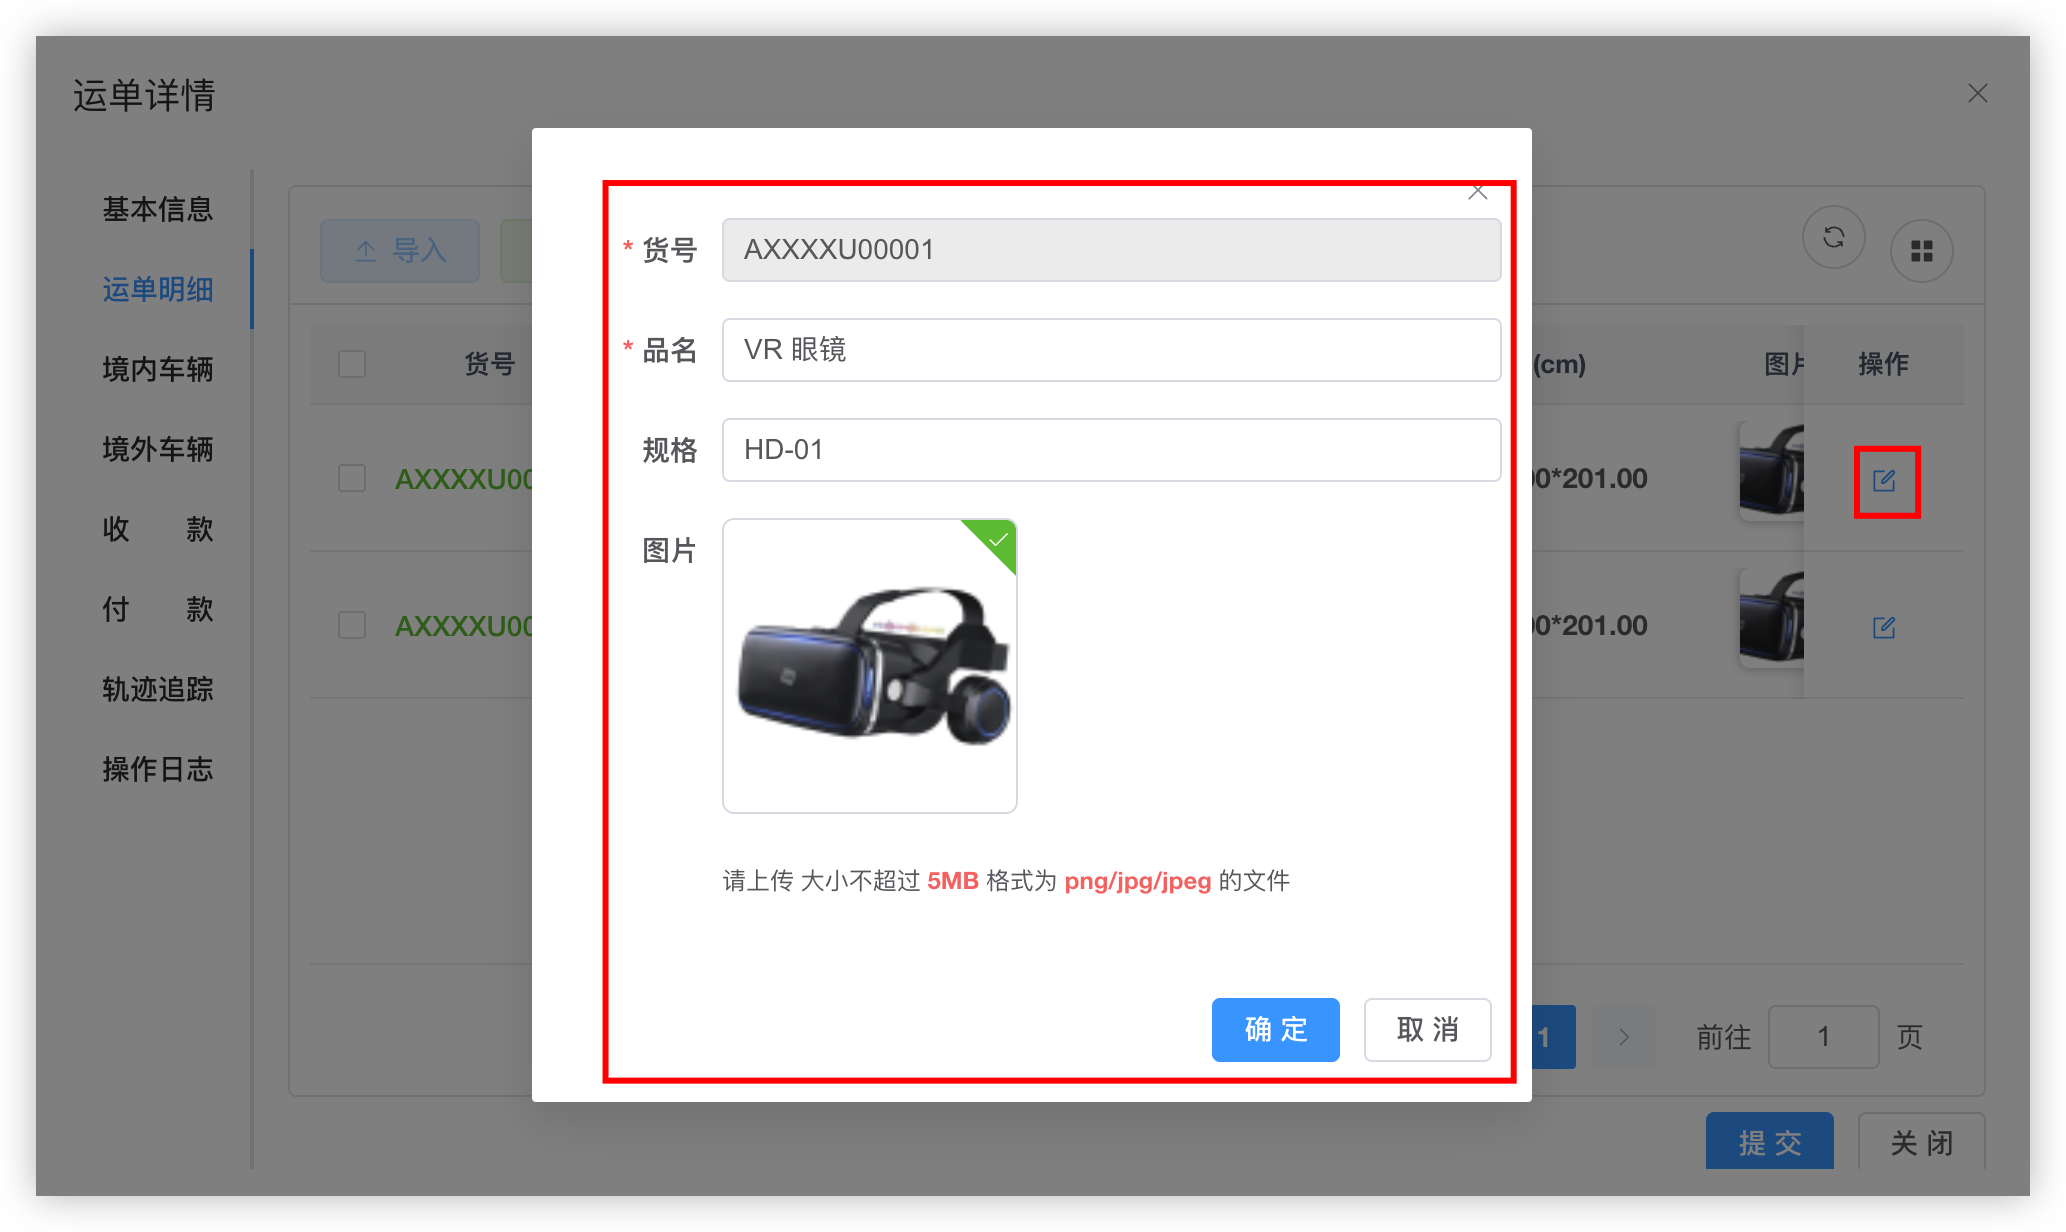 运单详情
基本信息
运单明细
境内车辆
境外车辆
收 款
付 款
轨迹追踪
操作日志
导入
货号
(cm)
图片
操作
AXXXXU00
00*201.00
AXXXXU00
00*201.00
* 货号 AXXXXU00001
* 品名 VR 眼镜
规格 HD-01
图片
请上传 大小不超过 5MB 格式为 png/jpg/jpeg 的文件
确 定
取 消
1
前往 1 页
提 交
关 闭